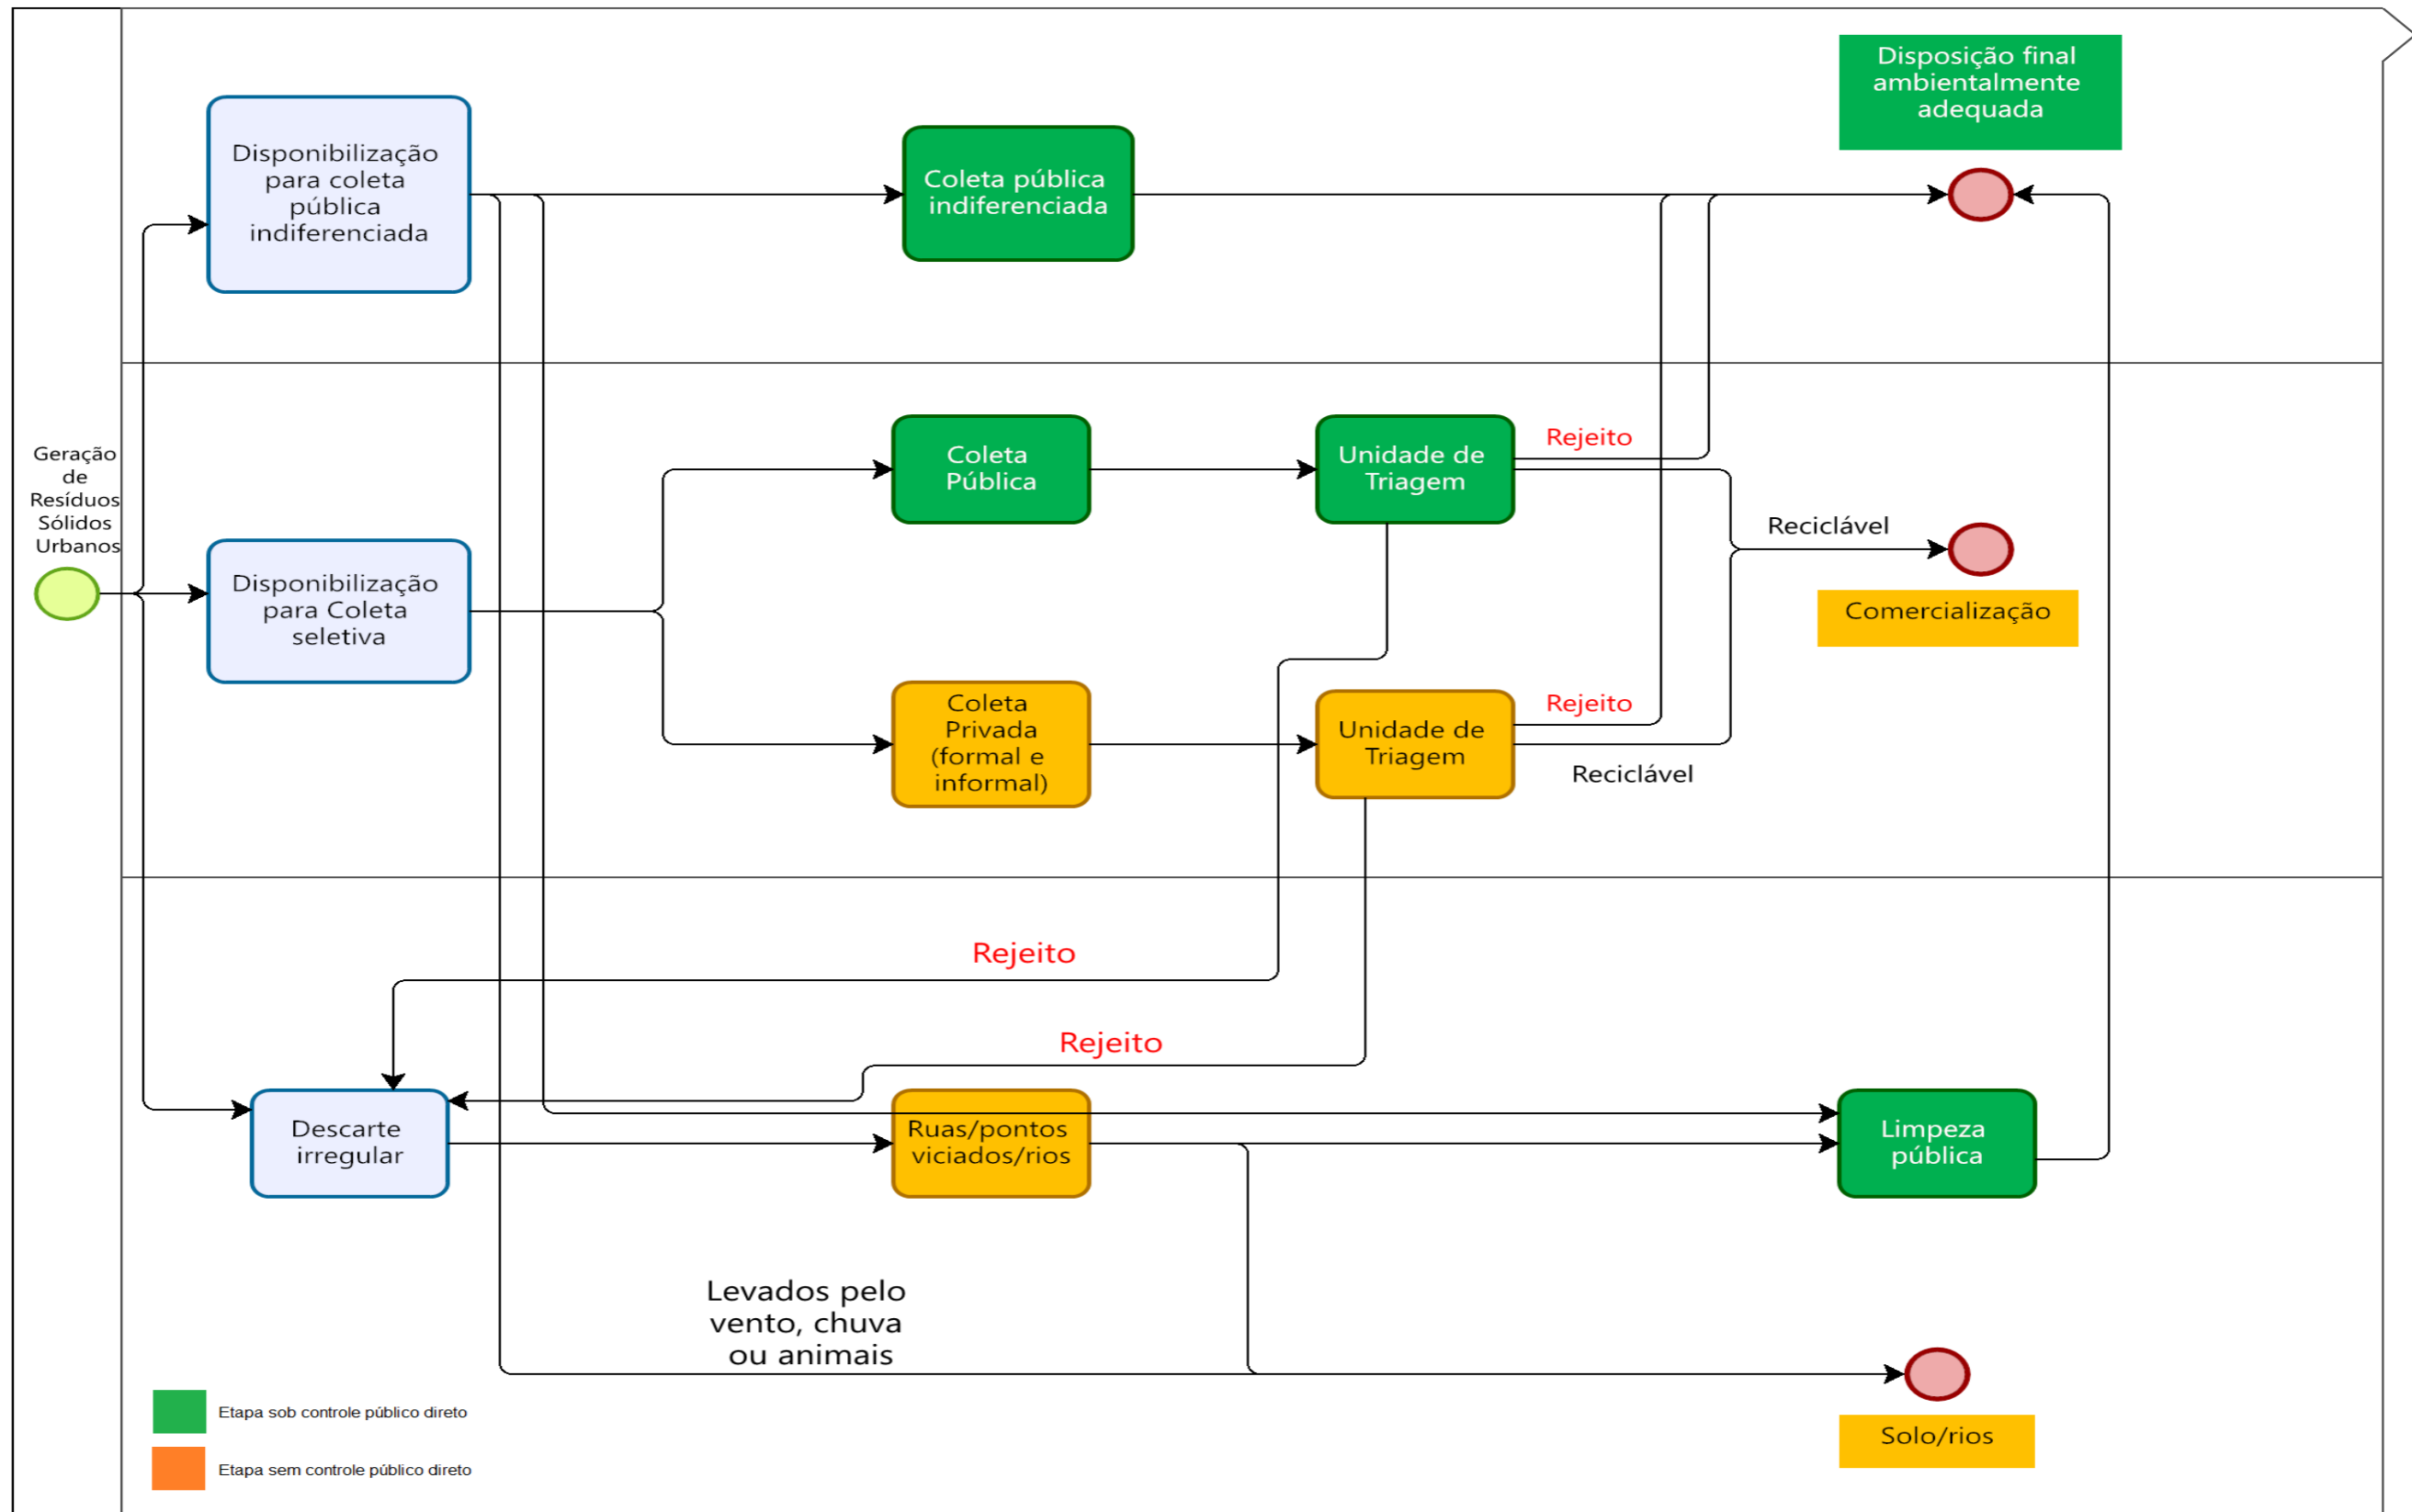 Disposição final
ambientalmente
adequada
Disponibilização
para coleta
pública
indiferenciada
Coleta pública
indiferenciada
Geração
de
Resíduos
Sólidos
Urbanos
Coleta
Pública
Unidade de
Triagem
Rejeito
Reciclável
Disponibilização
para Coleta
seletiva
Comercialização
Coleta
Privada
(formal e
informal)
Unidade de
Triagem
Rejeito
Reciclável
Rejeito
Rejeito
Descarte
irregular
Ruas/pontos
viciados/rios
Limpeza
pública
Levados pelo
vento, chuva
ou animais
Solo/rios
Etapa sob controle público direto
Etapa sem controle público direto